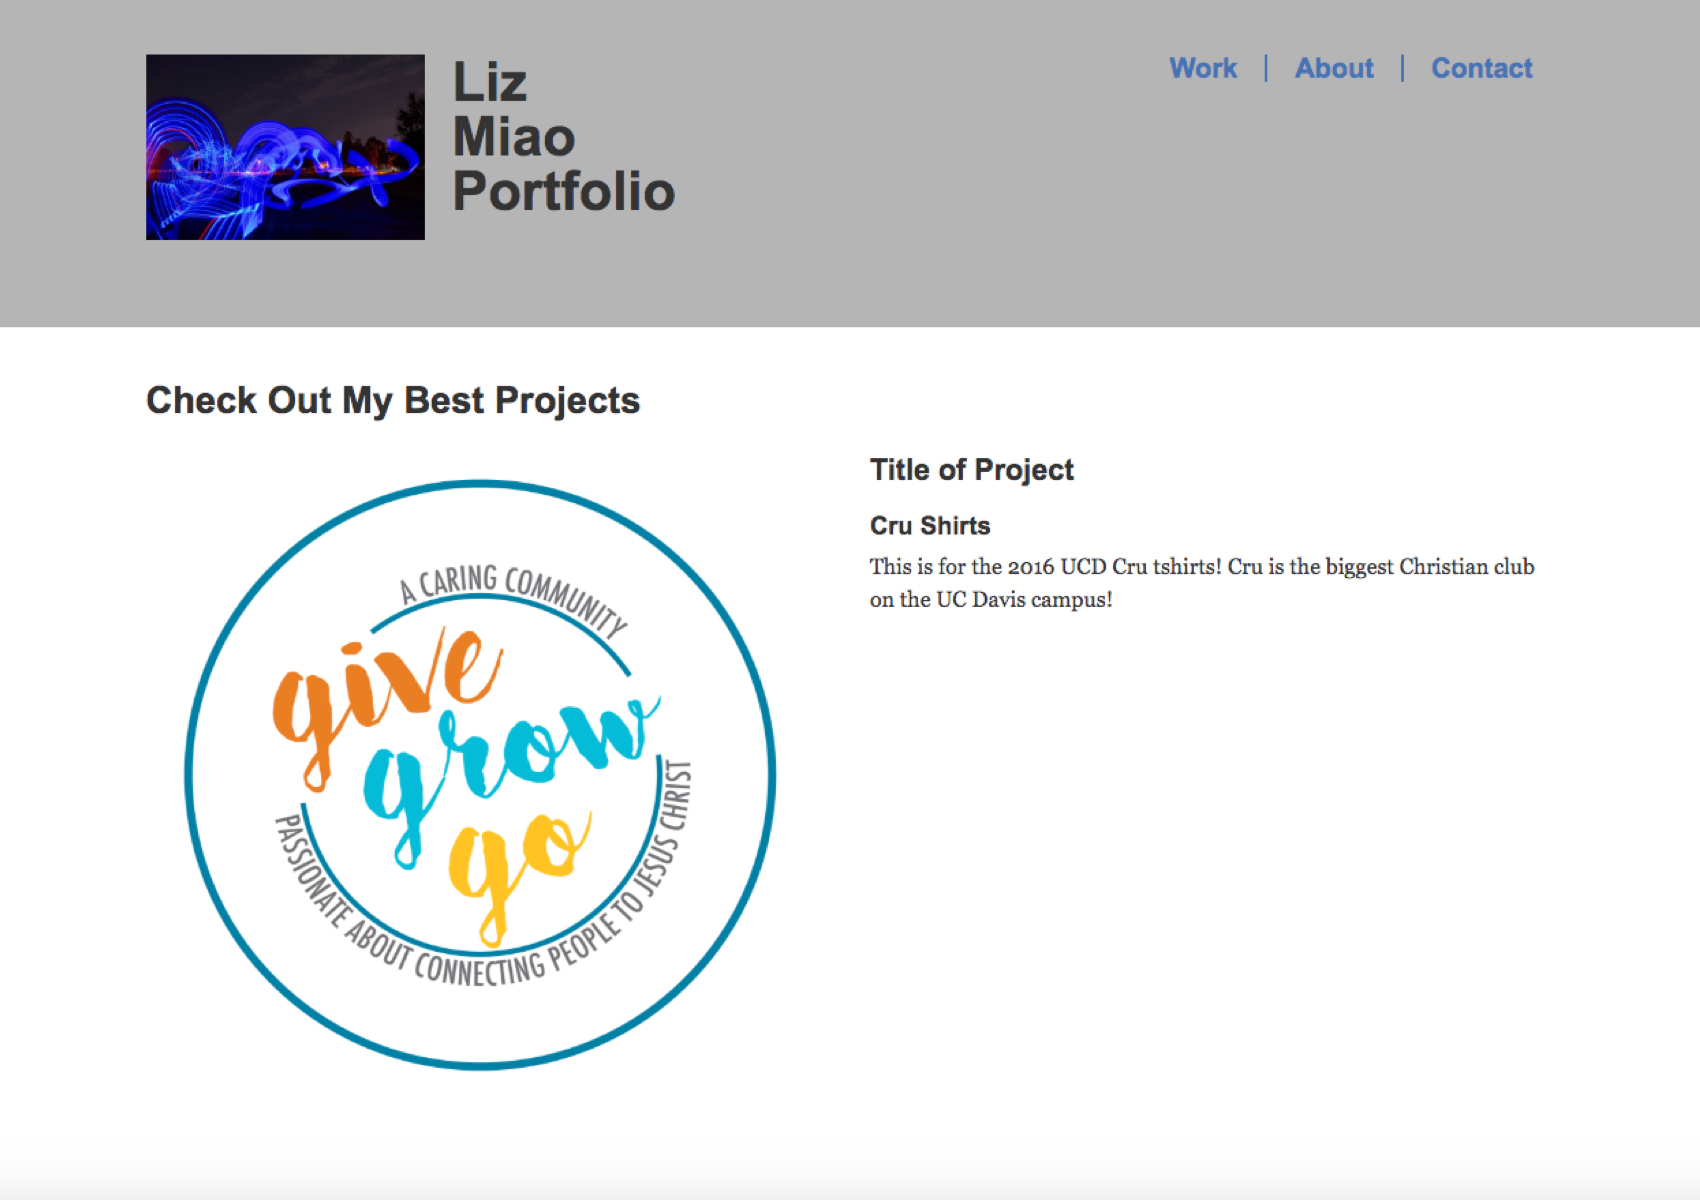 Liz
Miao
Portfolio
Work | About | Contact
Check Out My Best Projects
A CARING COMMUNITY
give
grow
go
PASSIONATE ABOUT CONNECTING PEOPLE TO JESUS CHRIST
Title of Project
Cru Shirts
This is for the 2016 UCD Cru tshirts! Cru is the biggest Christian club
on the UC Davis campus!